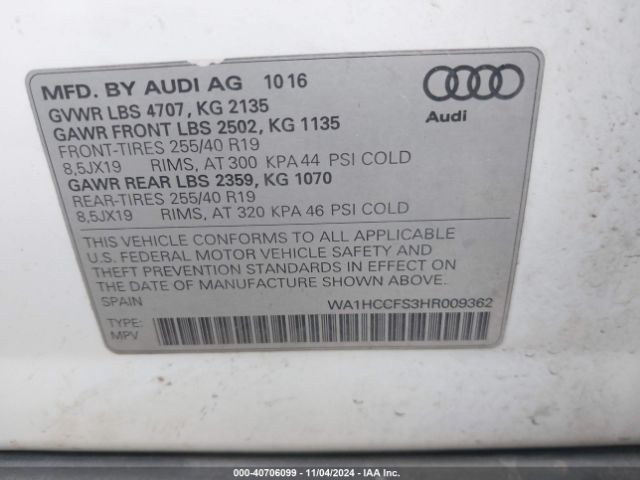 MFD. BY AUDI AG 10 16
GVWR LBS 4707, KG 2135
GAWR FRONT LBS 2502, KG 1135
FRONT-TIRES 255/40 R19
8,5JX19 RIMS, AT 300 KPA 44 PSI COLD
GAWR REAR LBS 2359, KG 1070
REAR-TIRES 255/40 R19
8,5JX19 RIMS, AT 320 KPA 46 PSI COLD
Audi
THIS VEHICLE CONFORMS TO ALL APPLICABLE
U.S. FEDERAL MOTOR VEHICLE SAFETY AND
THEFT PREVENTION STANDARDS IN EFFECT ON
THE DATE OF MANUFACTURE SHOWN ABOVE.
SPAIN WA1HCCFS3HR009362
TYPE:
MPV
000-40706099 - 11/04/2024 - IAA Inc.